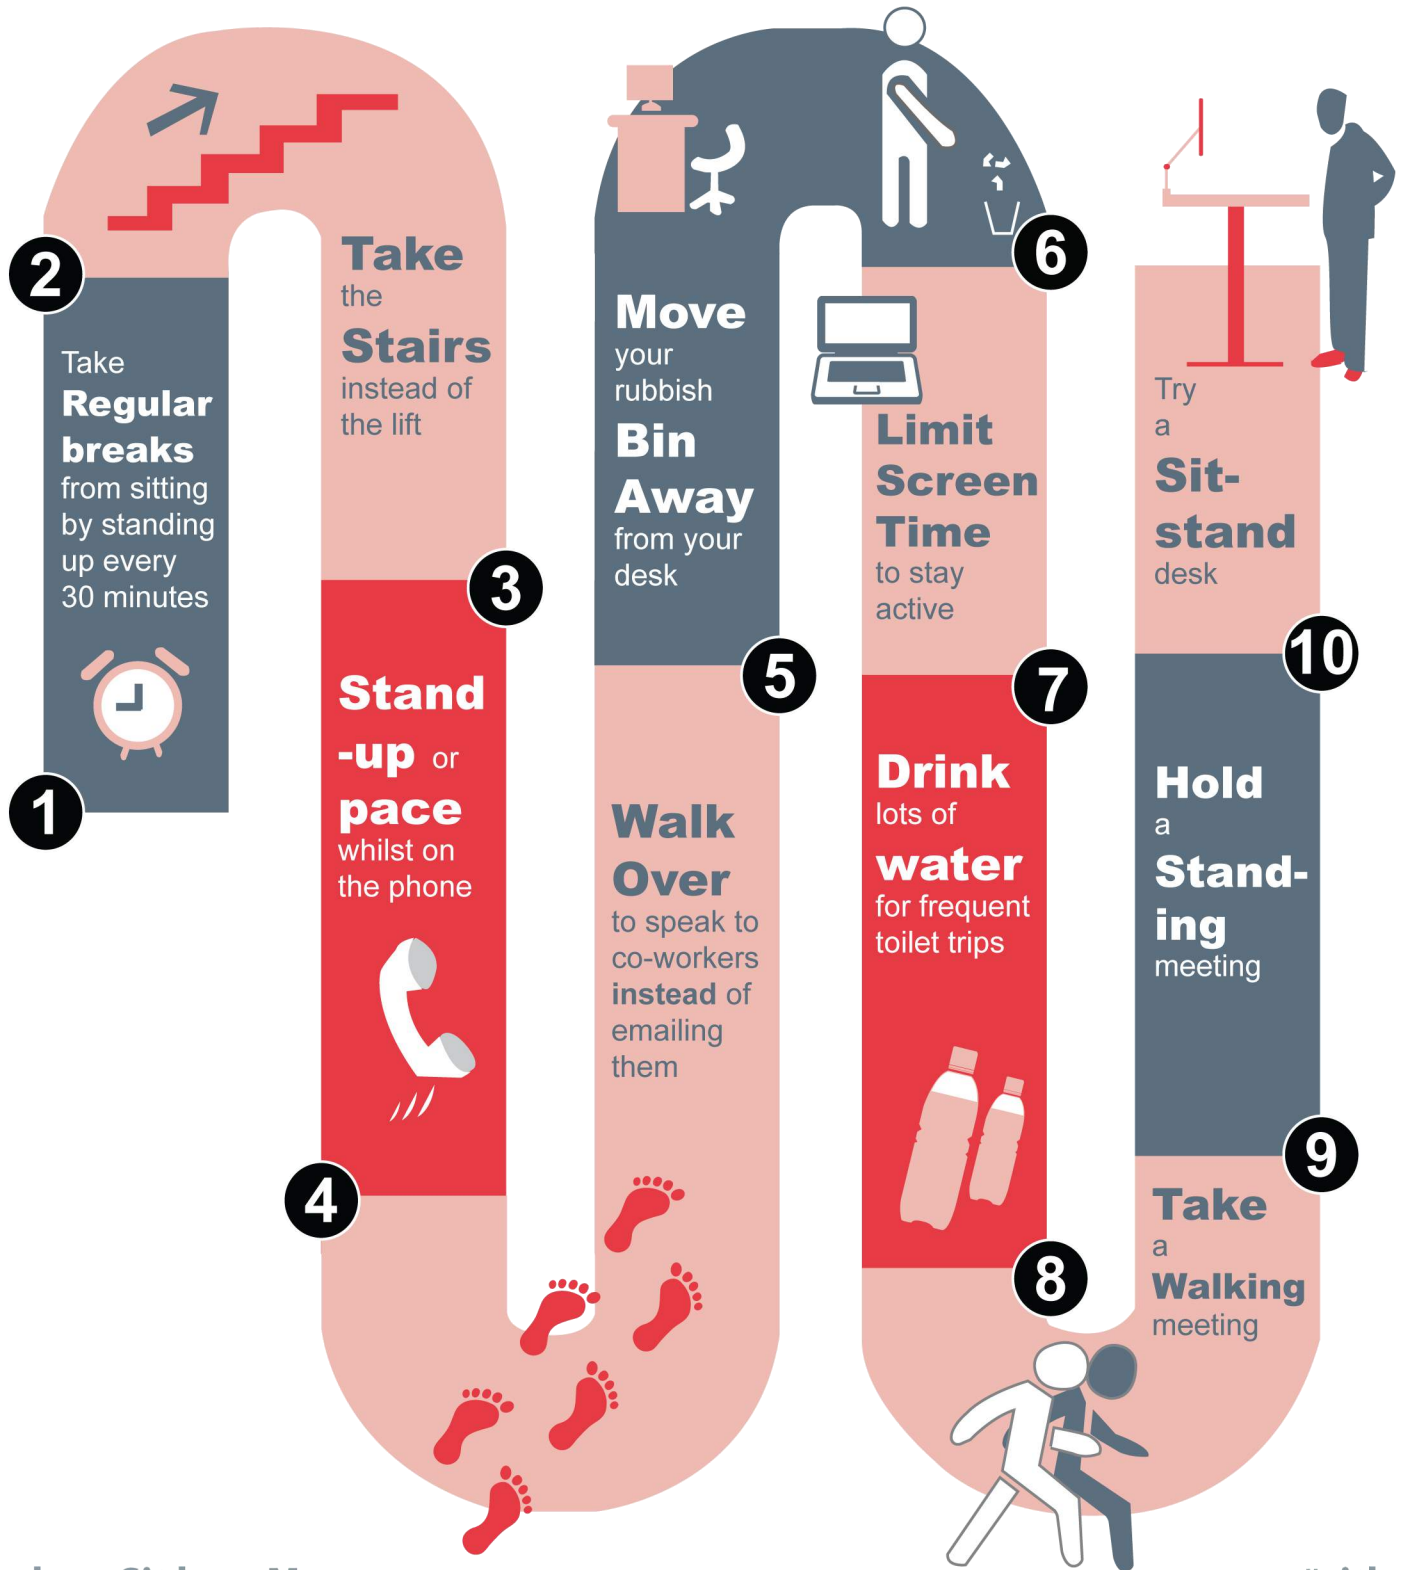 1
Take
Regular
breaks
from sitting
by standing
up every
30 minutes
2
Take
the
Stairs
instead of
the lift
3
Stand
-up or
pace
whilst on
the phone
4
Walk
Over
to speak to
co-workers
instead of
emailing
them
5
Move
your
rubbish
Bin
Away
from your
desk
6
Limit
Screen
Time
to stay
active
7
Drink
lots of
water
for frequent
toilet trips
8
Take
a
Walking
meeting
9
Hold
a
Stand-
ing
meeting
10
Try
a
Sit-
stand
desk